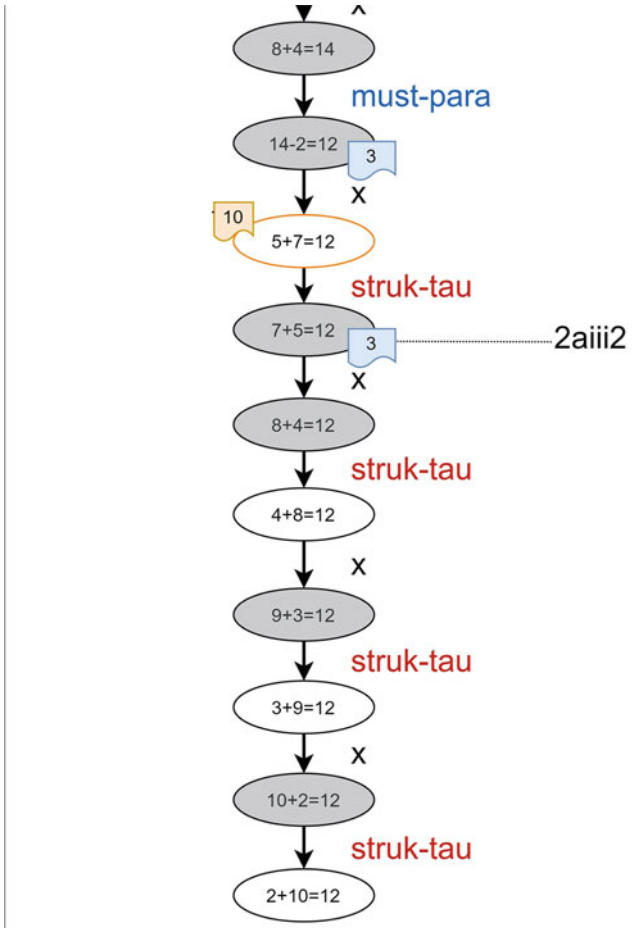 x
8+4=14
must-para
14-2=12
3
x
10
5+7=12
struk-tau
7+5=12
3
2aiii2
x
8+4=12
struk-tau
4+8=12
x
9+3=12
struk-tau
3+9=12
x
10+2=12
struk-tau
2+10=12